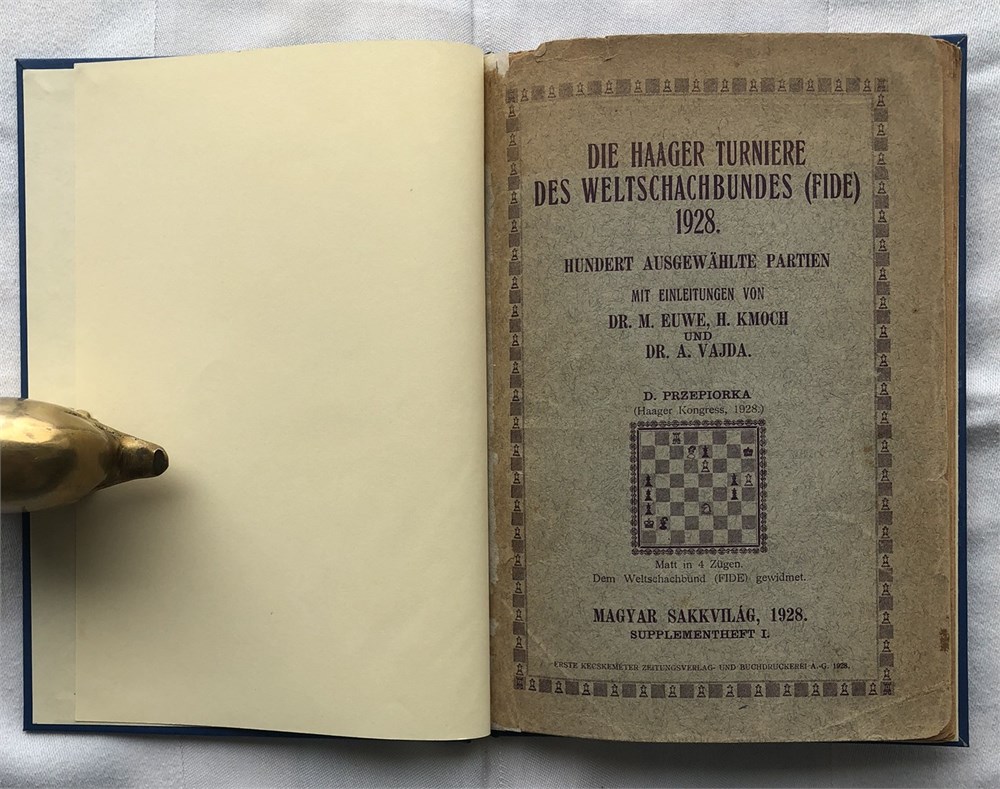 DIE HAAGER TURNIERE
DES WELTSCHACHBUNDES (FIDE)
1928.
HUNDERT AUSGEWÄHLTE PARTIEN
MIT EINLEITUNGEN VON
DR. M. EUWE, H. KMOCH
UND
DR. A. VAJDA.
D. PRZEPIORKA
(Haager Kongress, 1928.)
Matt in 4 Zügen.
Dem Weltschachbund (FIDE) gewidmet.
MAGYAR SAKKVILÁG, 1928.
SUPPLEMENTHEFT I.
ERSTE KECSKEMETER ZEITUNGSVERLAG- UND BUCHDRUCKEREI A.-G. 1928.